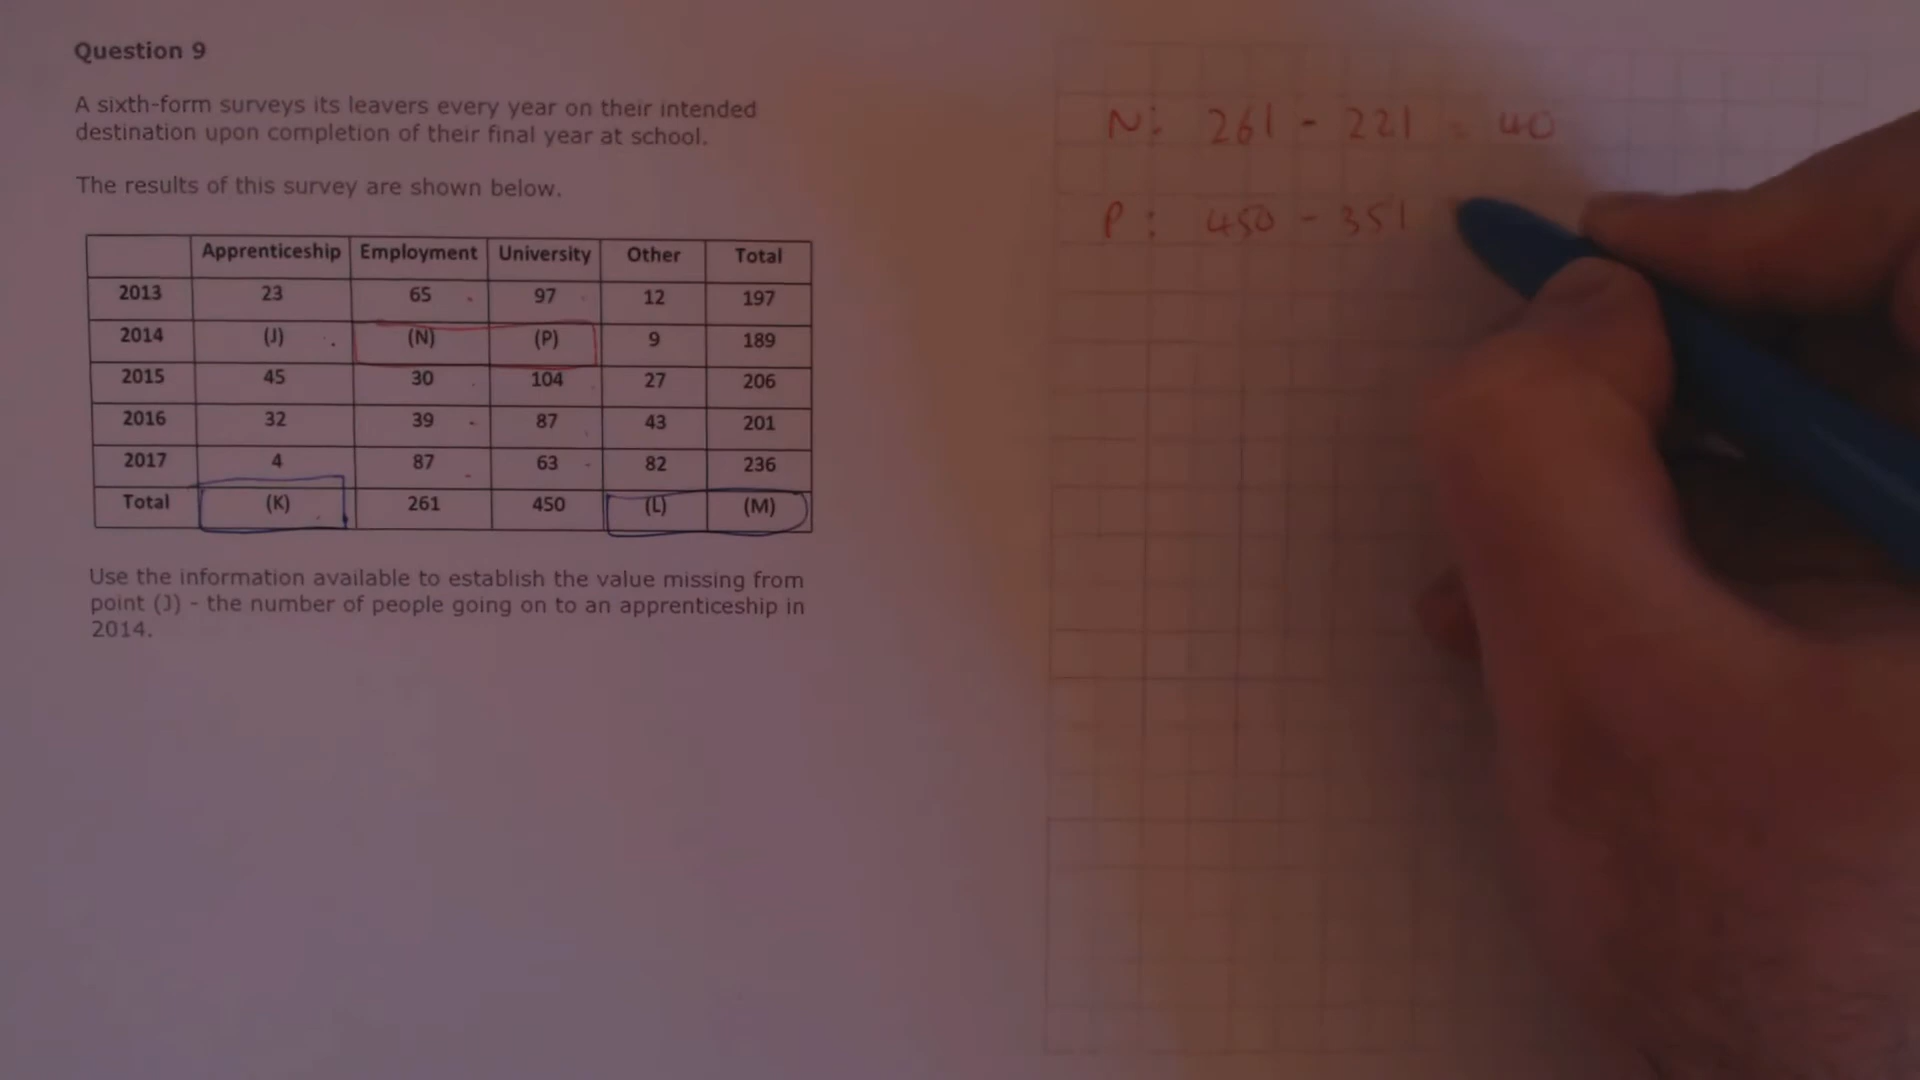 Question 9
A sixth-form surveys its leavers every year on their intended
destination upon completion of their final year at school.
The results of this survey are shown below.
Apprenticeship Employment University Other Total
2013 23 65 97 12 197
2014 (J) (N) (P) 9 189
2015 45 30 104 27 206
2016 32 39 87 43 201
2017 4 87 63 82 236
Total (K) 261 450 (L) (M)
Use the information available to establish the value missing from
point (J) - the number of people going on to an apprenticeship in
2014.
N: 261 - 221 = 40
P: 450 - 351